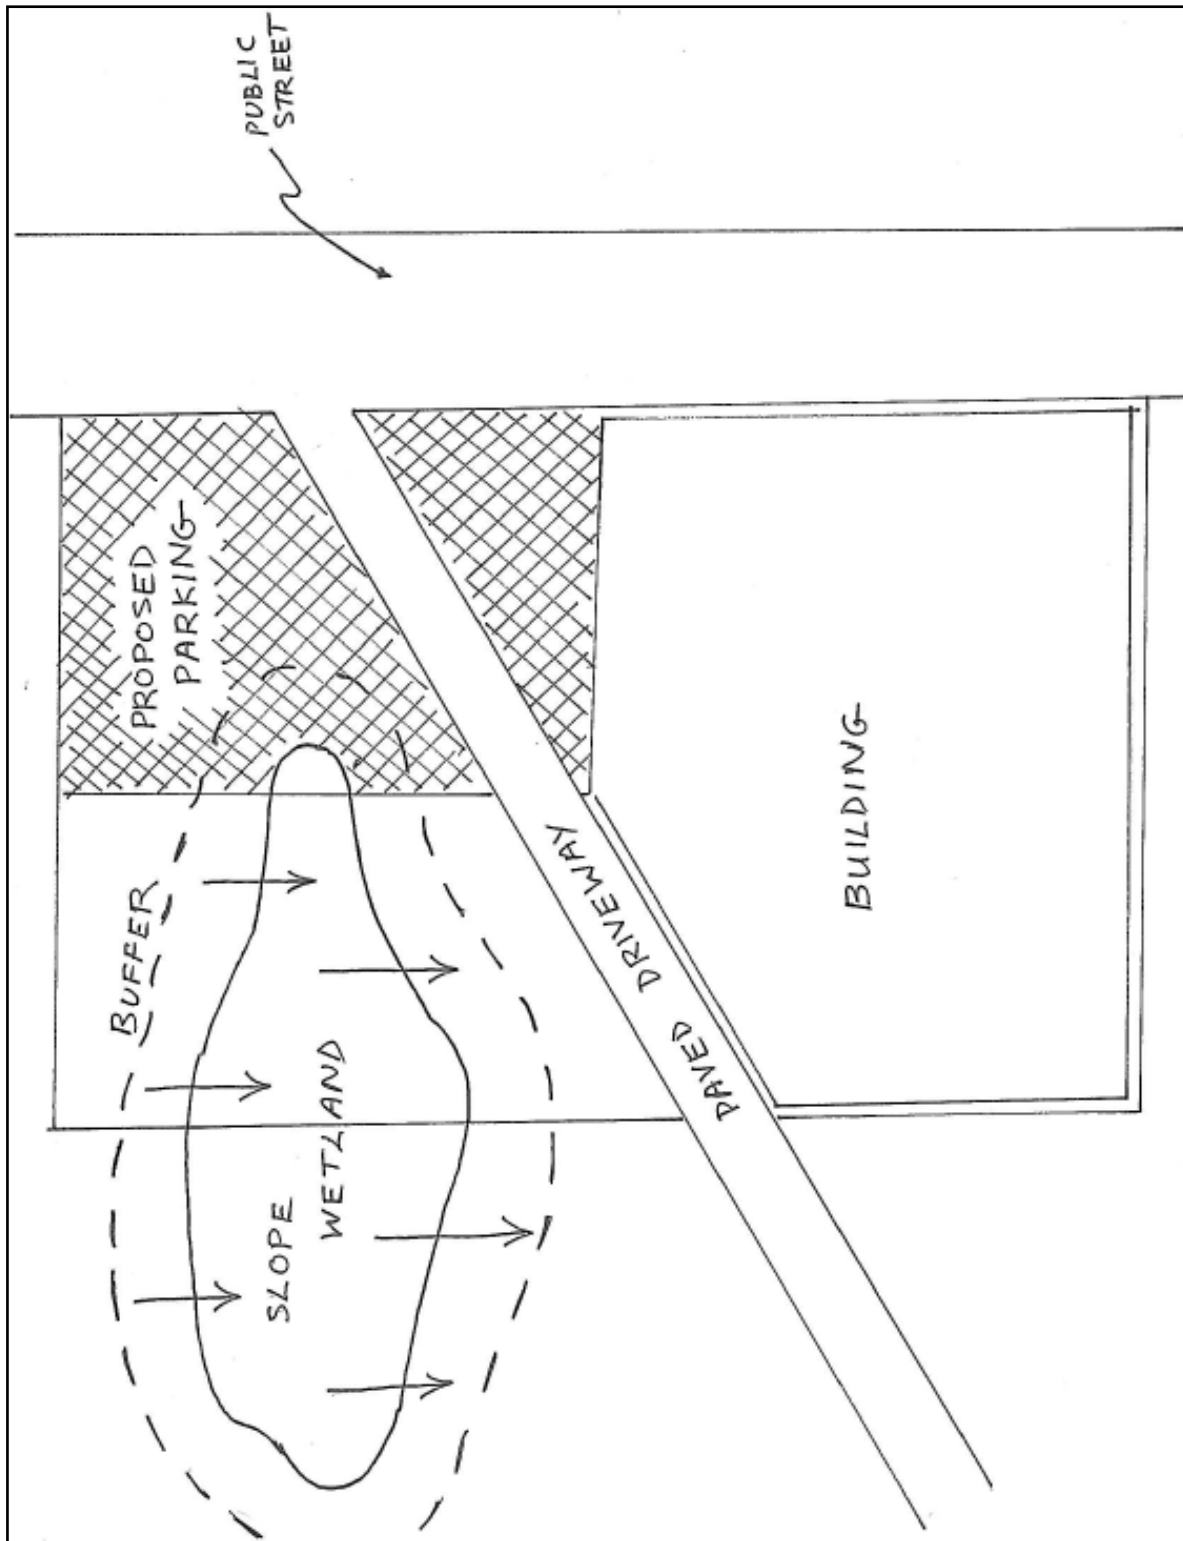 PUBLIC
STREET
PROPOSED
PARKING
BUFFER
SLOPE
WETLAND
PAVED DRIVEWAY
BUILDING